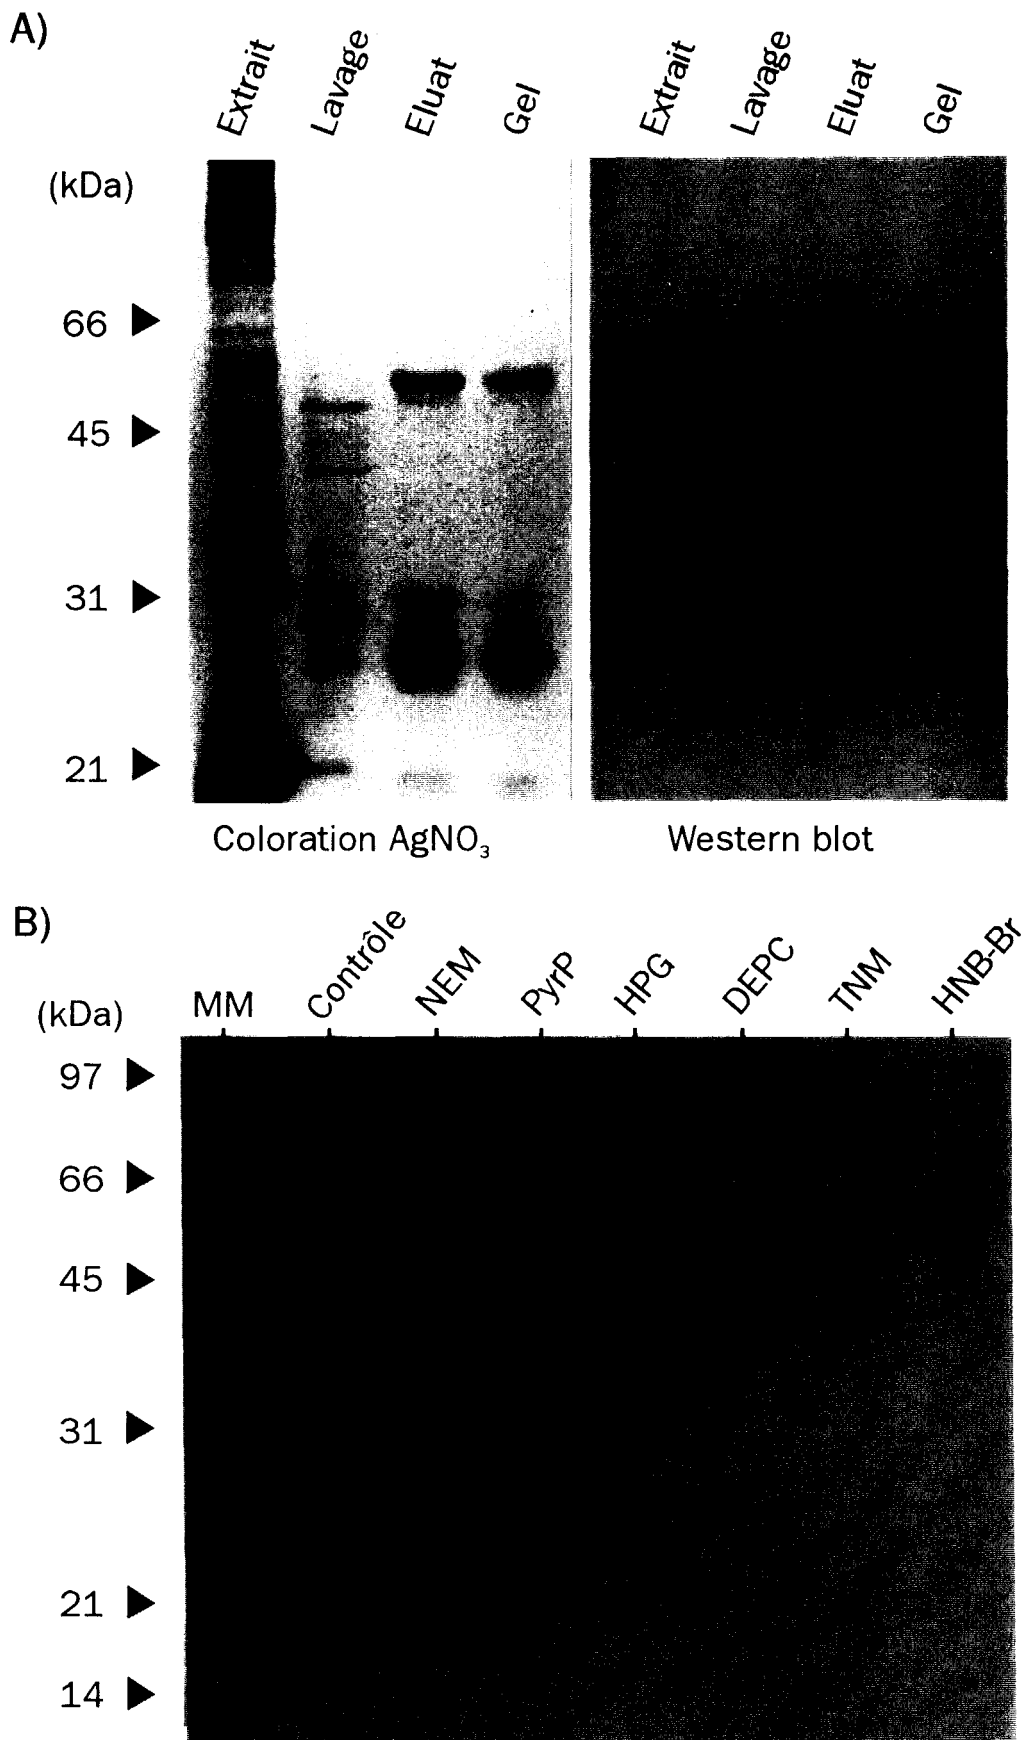 A)
Extrait Lavage Eluat Gel Extrait Lavage Eluat Gel
(kDa)
66
45
31
21
Coloration AgNO₃ Western blot
B)
(kDa) MM Contrôle NEM PyrP HPG DEPC TNM HNB-Br
97
66
45
31
21
14